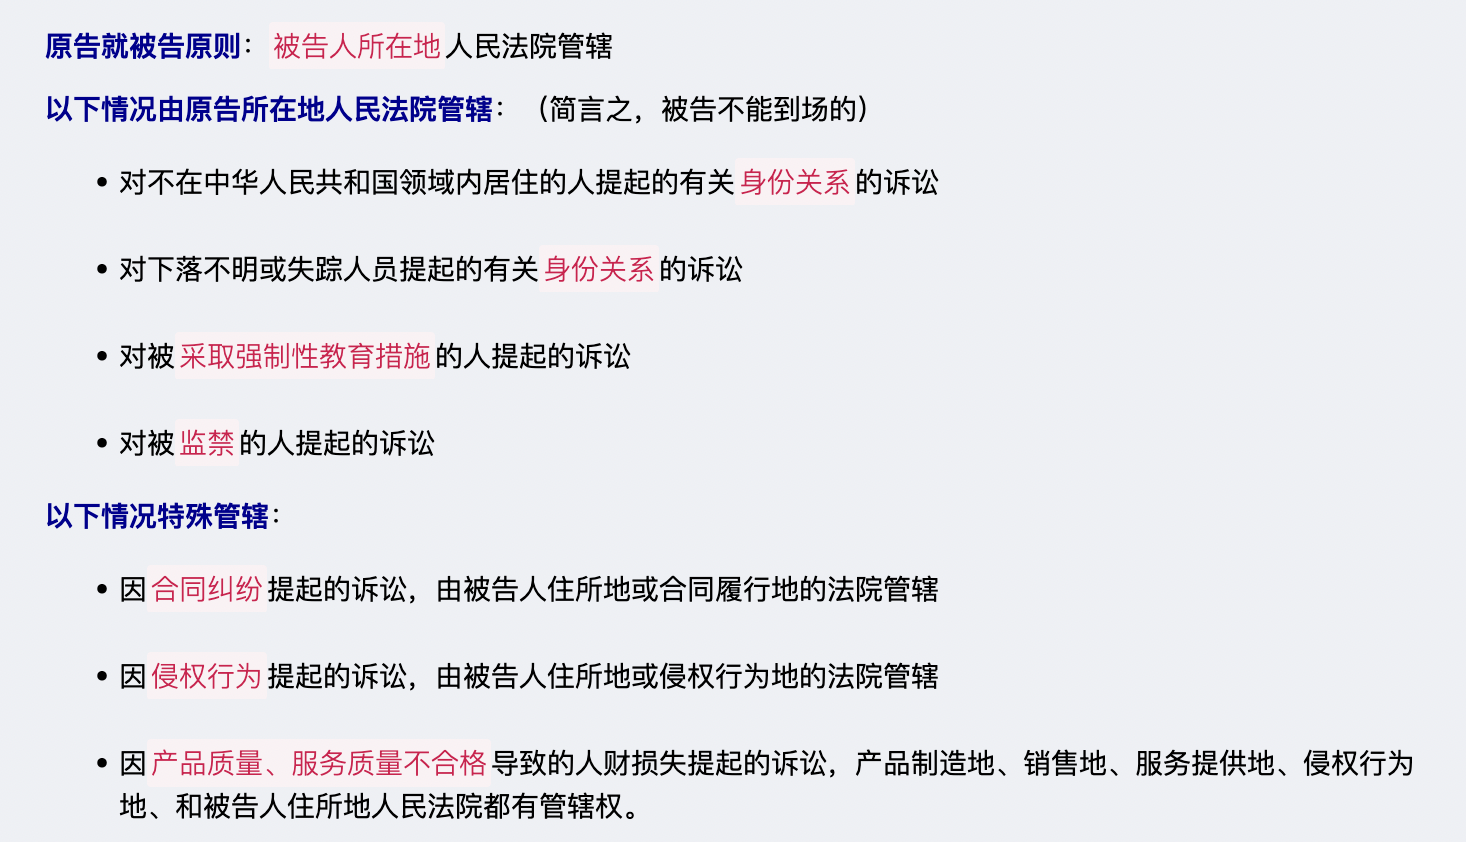 原告就被告原则：被告人所在地人民法院管辖
以下情况由原告所在地人民法院管辖：（简言之，被告不能到场的）
• 对不在中华人民共和国领域内居住的人提起的有关身份关系的诉讼
• 对下落不明或失踪人员提起的有关身份关系的诉讼
• 对被采取强制性教育措施的人提起的诉讼
• 对被监禁的人提起的诉讼
以下情况特殊管辖：
• 因合同纠纷提起的诉讼，由被告人住所地或合同履行地的法院管辖
• 因侵权行为提起的诉讼，由被告人住所地或侵权行为地的法院管辖
• 因产品质量、服务质量不合格导致的人财损失提起的诉讼，产品制造地、销售地、服务提供地、侵权行为
地、和被告人住所地人民法院都有管辖权。